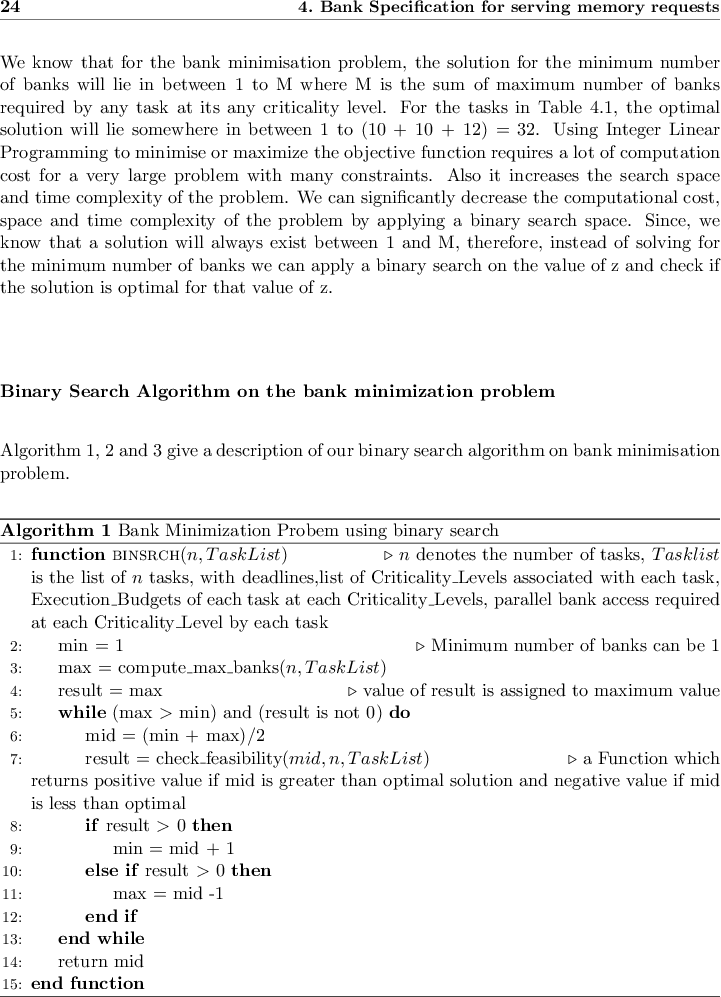 24 4. Bank Specification for serving memory requests
We know that for the bank minimisation problem, the solution for the minimum number
of banks will lie in between 1 to M where M is the sum of maximum number of banks
required by any task at its any criticality level. For the tasks in Table 4.1, the optimal
solution will lie somewhere in between 1 to (10 + 10 + 12) = 32. Using Integer Linear
Programming to minimise or maximize the objective function requires a lot of computation
cost for a very large problem with many constraints. Also it increases the search space
and time complexity of the problem. We can significantly decrease the computational cost,
space and time complexity of the problem by applying a binary search space. Since, we
know that a solution will always exist between 1 and M, therefore, instead of solving for
the minimum number of banks we can apply a binary search on the value of z and check if
the solution is optimal for that value of z.
Binary Search Algorithm on the bank minimization problem
Algorithm 1, 2 and 3 give a description of our binary search algorithm on bank minimisation
problem.
Algorithm 1 Bank Minimization Probem using binary search
1: function BINSRCH(n, TaskList) ▷ n denotes the number of tasks, Tasklist
is the list of n tasks, with deadlines,list of Criticality_Levels associated with each task,
Execution_Budgets of each task at each Criticality_Levels, parallel bank access required
at each Criticality_Level by each task
2: min = 1 ▷ Minimum number of banks can be 1
3: max = compute_max_banks(n, TaskList)
4: result = max ▷ value of result is assigned to maximum value
5: while (max > min) and (result is not 0) do
6: mid = (min + max)/2
7: result = check_feasibility(mid, n, TaskList) ▷ a Function which
returns positive value if mid is greater than optimal solution and negative value if mid
is less than optimal
8: if result > 0 then
9: min = mid + 1
10: else if result > 0 then
11: max = mid -1
12: end if
13: end while
14: return mid
15: end function